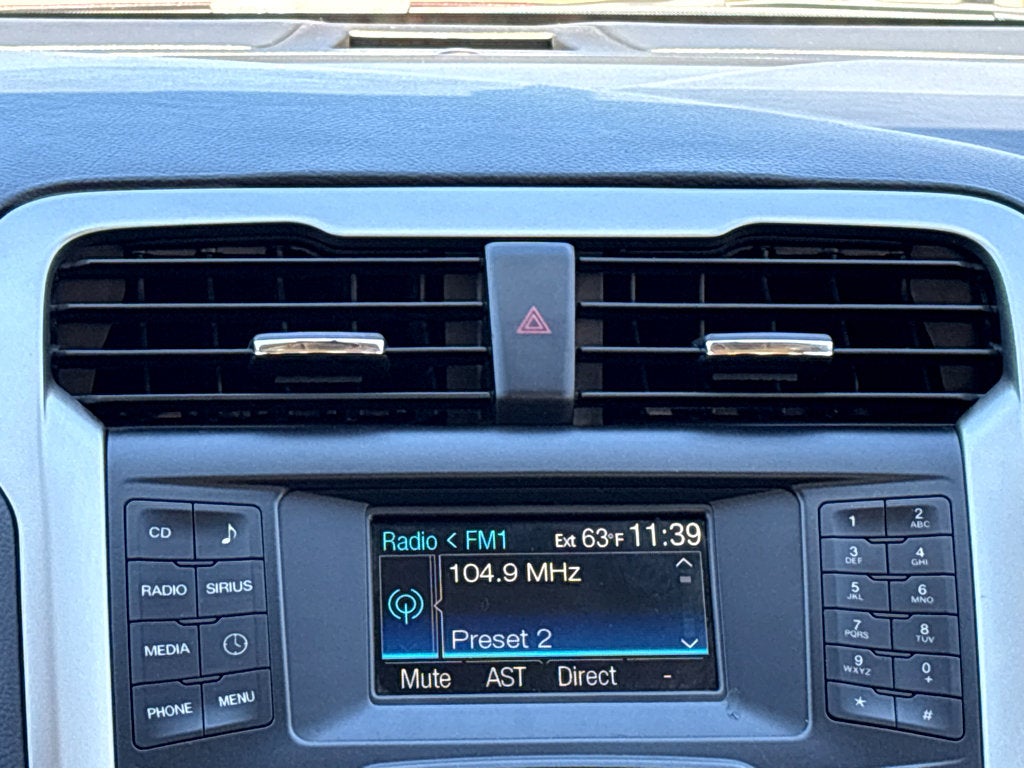 CD
♪
RADIO
SIRIUS
MEDIA
PHONE
MENU
Radio < FM1
Ext 63°F 11:39
104.9 MHz
Preset 2
Mute AST Direct -
1
2
ABC
3
DEF
4
GHI
5
JKL
6
MNO
7
PQRS
8
TUV
9
WXYZ
0
+
*
#